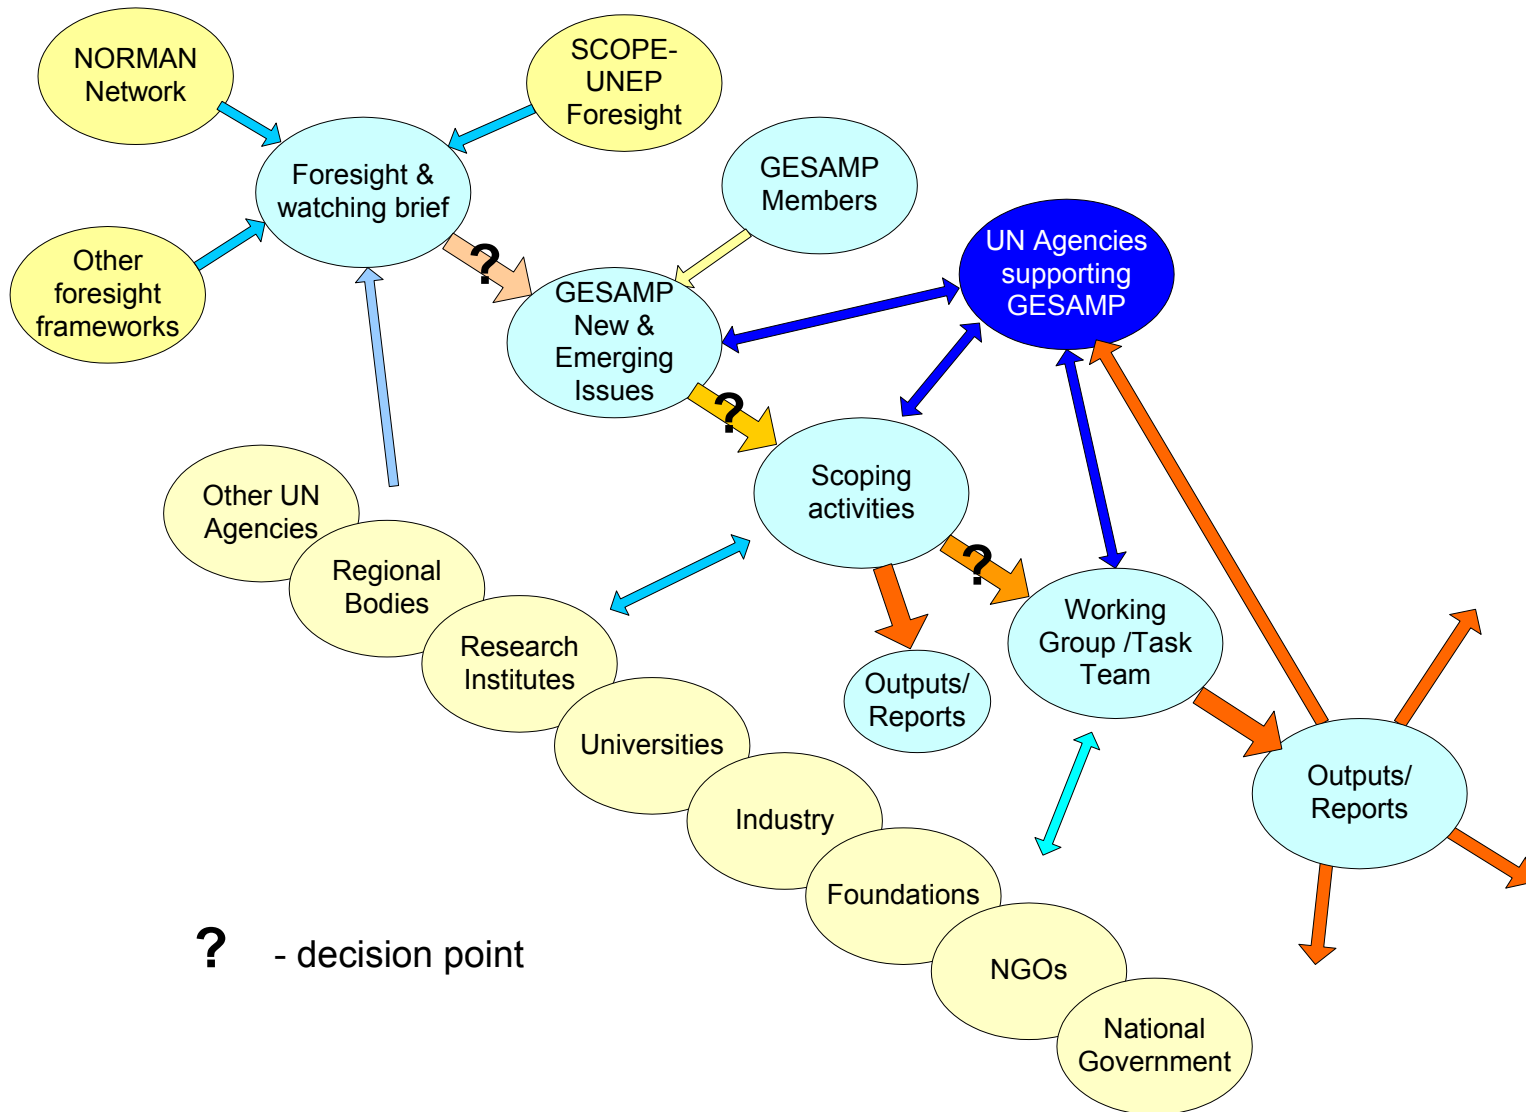 NORMAN
Network
SCOPE-
UNEP
Foresight
Foresight &
watching brief
GESAMP
Members
Other
foresight
frameworks
?
GESAMP
New &
Emerging
Issues
UN Agencies
supporting
GESAMP
?
Scoping
activities
Other UN
Agencies
Regional
Bodies
?
Research
Institutes
Working
Group /Task
Team
Outputs/
Reports
Universities
Outputs/
Reports
Industry
Foundations
NGOs
National
Government
? - decision point